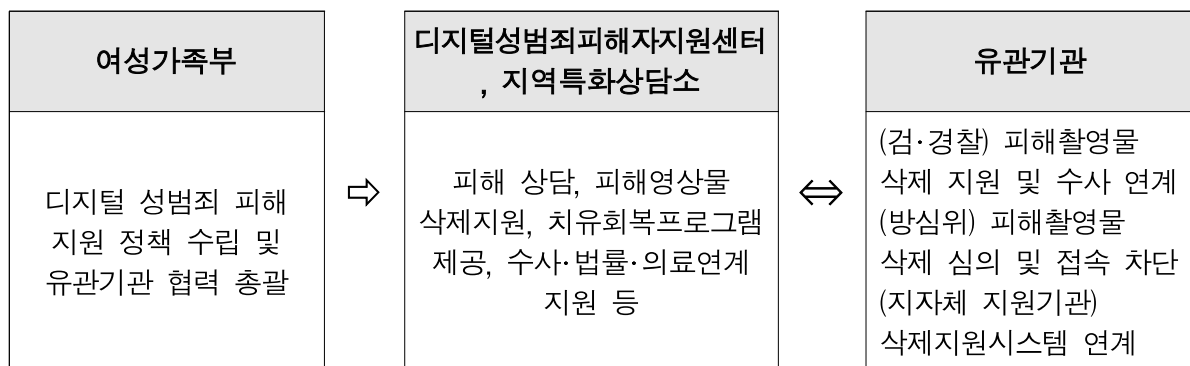 여성가족부
디지털 성범죄 피해
지원 정책 수립 및
유관기관 협력 총괄
⇨
디지털성범죄피해자지원센터
, 지역특화상담소
피해 상담, 피해영상물
삭제지원, 치유회복프로그램
제공, 수사·법률·의료연계
지원 등
⇔
유관기관
(검·경찰) 피해촬영물
삭제 지원 및 수사 연계
(방심위) 피해촬영물
삭제 심의 및 접속 차단
(지자체 지원기관)
삭제지원시스템 연계